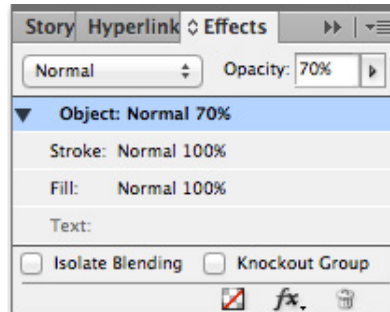 Story Hyperlink Effects
Normal Opacity: 70%
Object: Normal 70%
Stroke: Normal 100%
Fill: Normal 100%
Text:
Isolate Blending Knockout Group
fx.